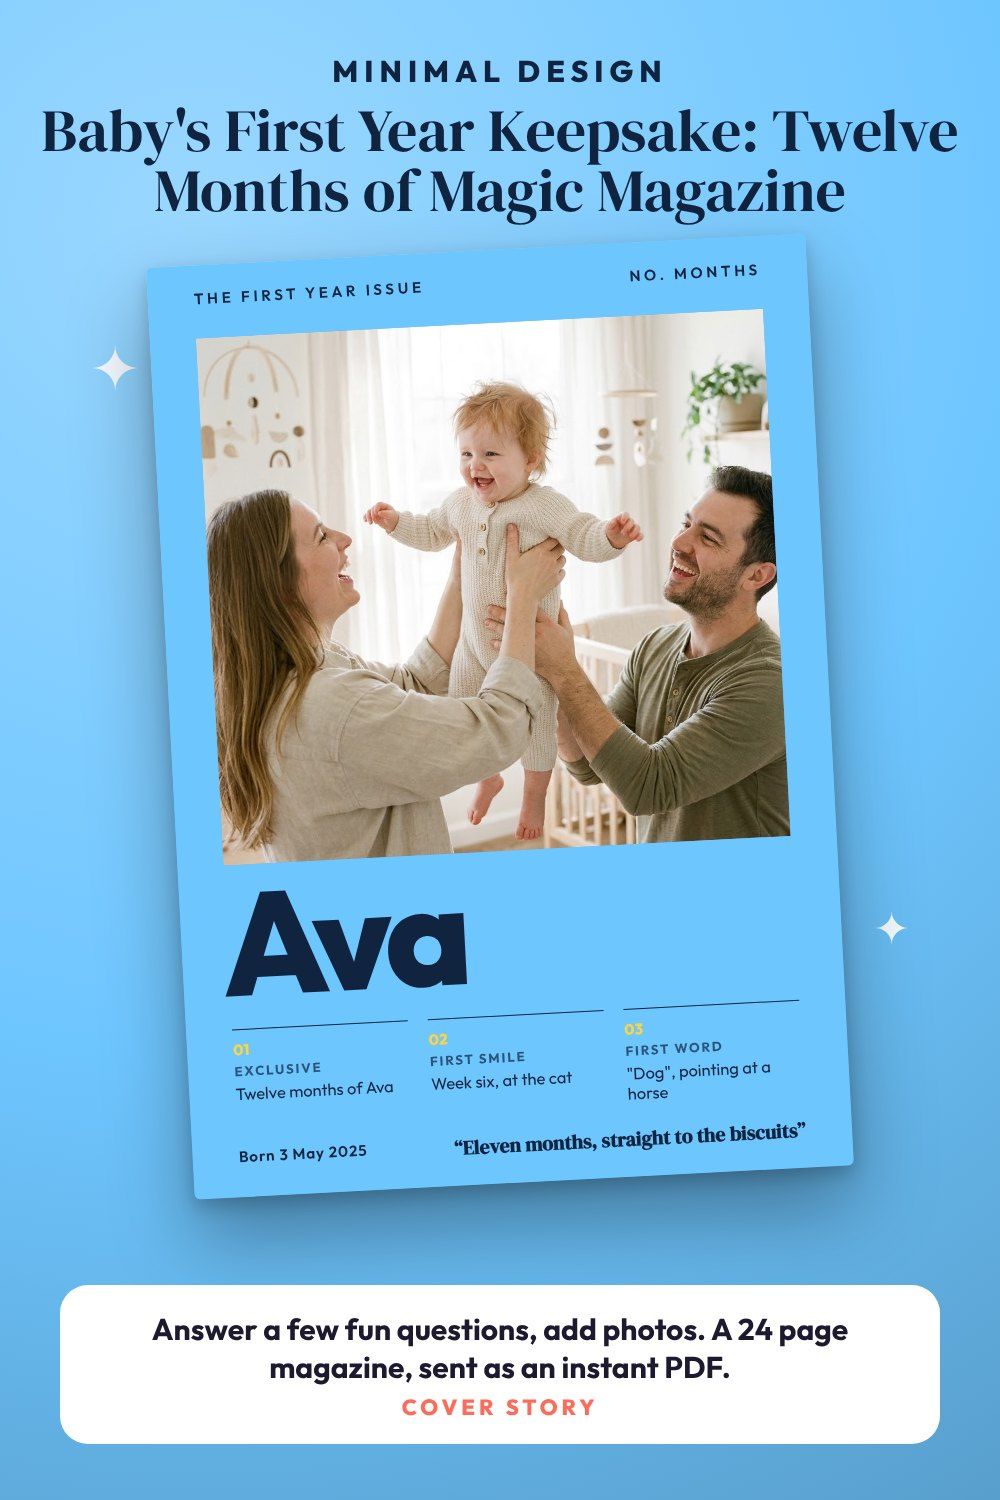 MINIMAL DESIGN
Baby's First Year Keepsake: Twelve
Months of Magic Magazine
THE FIRST YEAR ISSUE
NO. MONTHS
Ava
01
EXCLUSIVE
Twelve months of Ava
02
FIRST SMILE
Week six, at the cat
03
FIRST WORD
"Dog", pointing at a
horse
Born 3 May 2025
“Eleven months, straight to the biscuits”
Answer a few fun questions, add photos. A 24 page
magazine, sent as an instant PDF.
COVER STORY